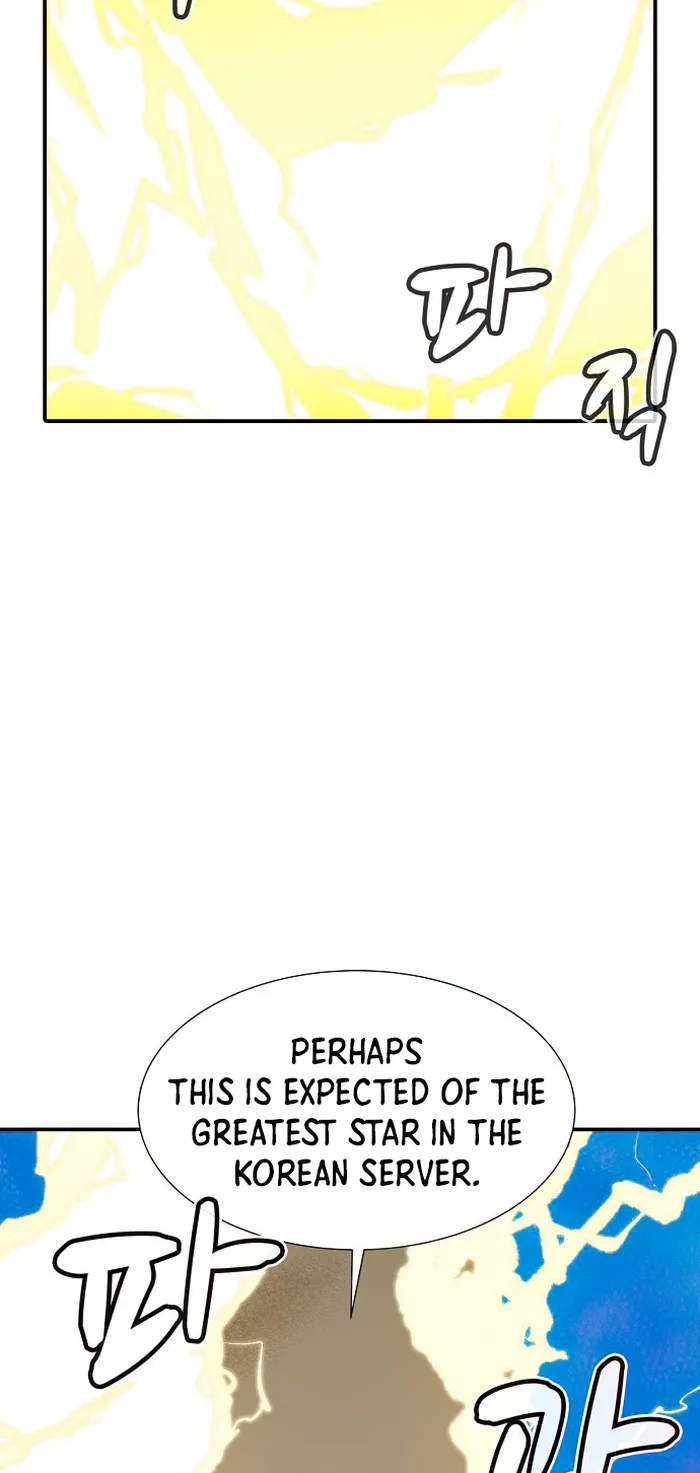 파
직
PERHAPS
THIS IS EXPECTED OF THE
GREATEST STAR IN THE
KOREAN SERVER.
파